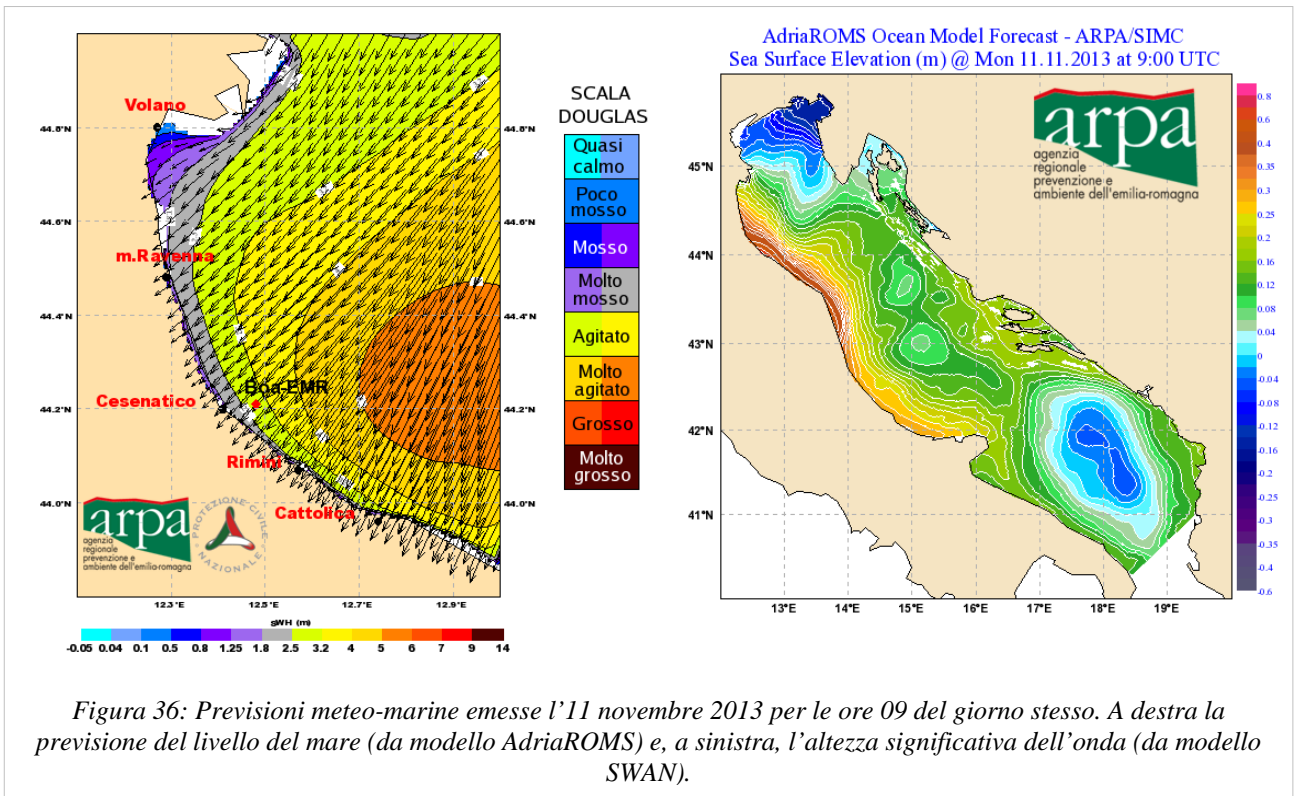 Volano
m.Ravenna
Boa-EMR
Cesenatico
Rimini
Cattolica
44.8°N
44.6°N
44.4°N
44.2°N
44.0°N
44.8°N
44.6°N
44.4°N
44.2°N
44.0°N
arpa
agenzia
regionale
prevenzione e
ambiente dell'emilia-romagna
PROTEZIONE CIVILE
NAZIONALE
12.3°E 12.5°E 12.7°E 12.9°E
sWH (m)
-0.05 0.04 0.1 0.5 0.8 1.25 1.8 2.5 3.2 4 5 6 7 9 14
SCALA
DOUGLAS
Quasi
calmo
Poco
mosso
Mosso
Molto
mosso
Agitato
Molto
agitato
Grosso
Molto
grosso
AdriaROMS Ocean Model Forecast - ARPA/SIMC
Sea Surface Elevation (m) @ Mon 11.11.2013 at 9:00 UTC
arpa
agenzia
regionale
prevenzione e
ambiente dell'emilia-romagna
45°N
44°N
43°N
42°N
41°N
13°E 14°E 15°E 16°E 17°E 18°E 19°E
0.8
0.6
0.4
0.35
0.3
0.25
0.2
0.16
0.12
0.08
0.04
0
-0.04
-0.08
-0.12
-0.16
-0.2
-0.25
-0.3
-0.35
-0.4
-0.6
Figura 36: Previsioni meteo-marine emesse l'11 novembre 2013 per le ore 09 del giorno stesso. A destra la
previsione del livello del mare (da modello AdriaROMS) e, a sinistra, l'altezza significativa dell'onda (da modello
SWAN).